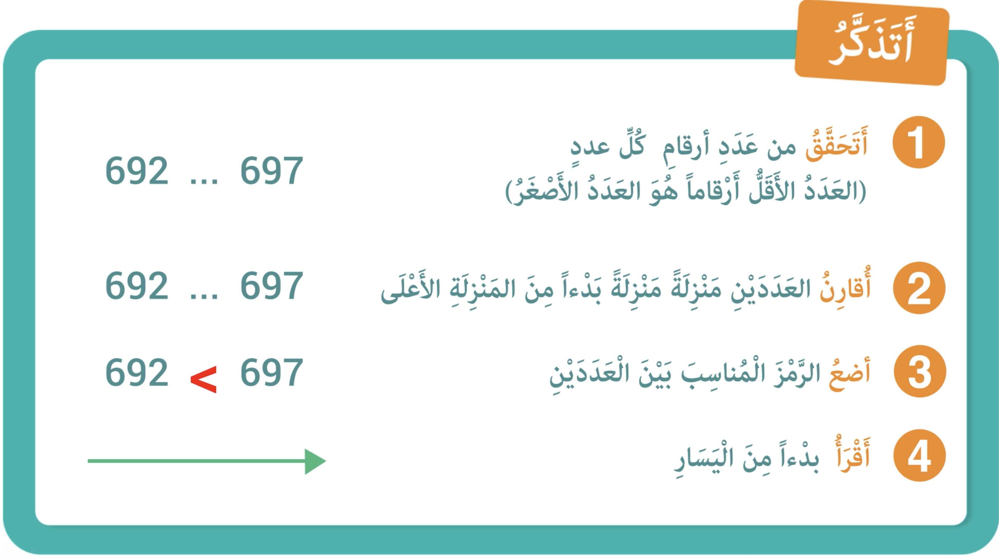 أَتَذَكَّرُ
1 أَتَحَقَّقُ من عَدَدِ أرقامِ كُلِّ عددٍ
(العَدَدُ الأَقَلُّ أَرْقاماً هُوَ العَدَدُ الأَصْغَرُ)
692 ... 697
2 أُقارِنُ العَدَدَيْنِ مَنْزِلَةً مَنْزِلَةً بَدْءاً مِنَ المَنْزِلَةِ الأَعْلَى
692 ... 697
3 أضعُ الرَّمْزَ الْمُناسِبَ بَيْنَ الْعَدَدَيْنِ
692 < 697
4 أَقْرَأُ بدْءاً مِنَ الْيَسَارِ